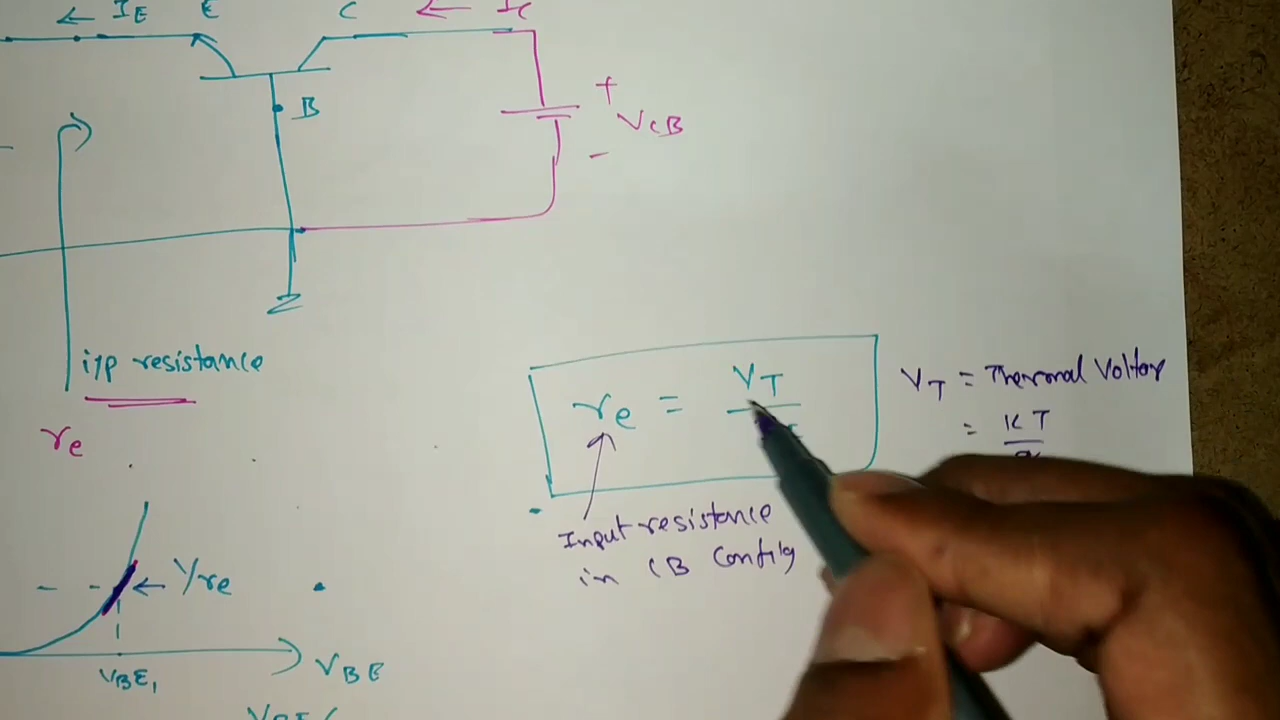 ← IE E C ← IC
B
+
VCB
-
i/p resistance
re
re = VT
VT = Thermal Voltage
= KT
Input resistance
in CB Config
← 1/re
VBE
VBE1